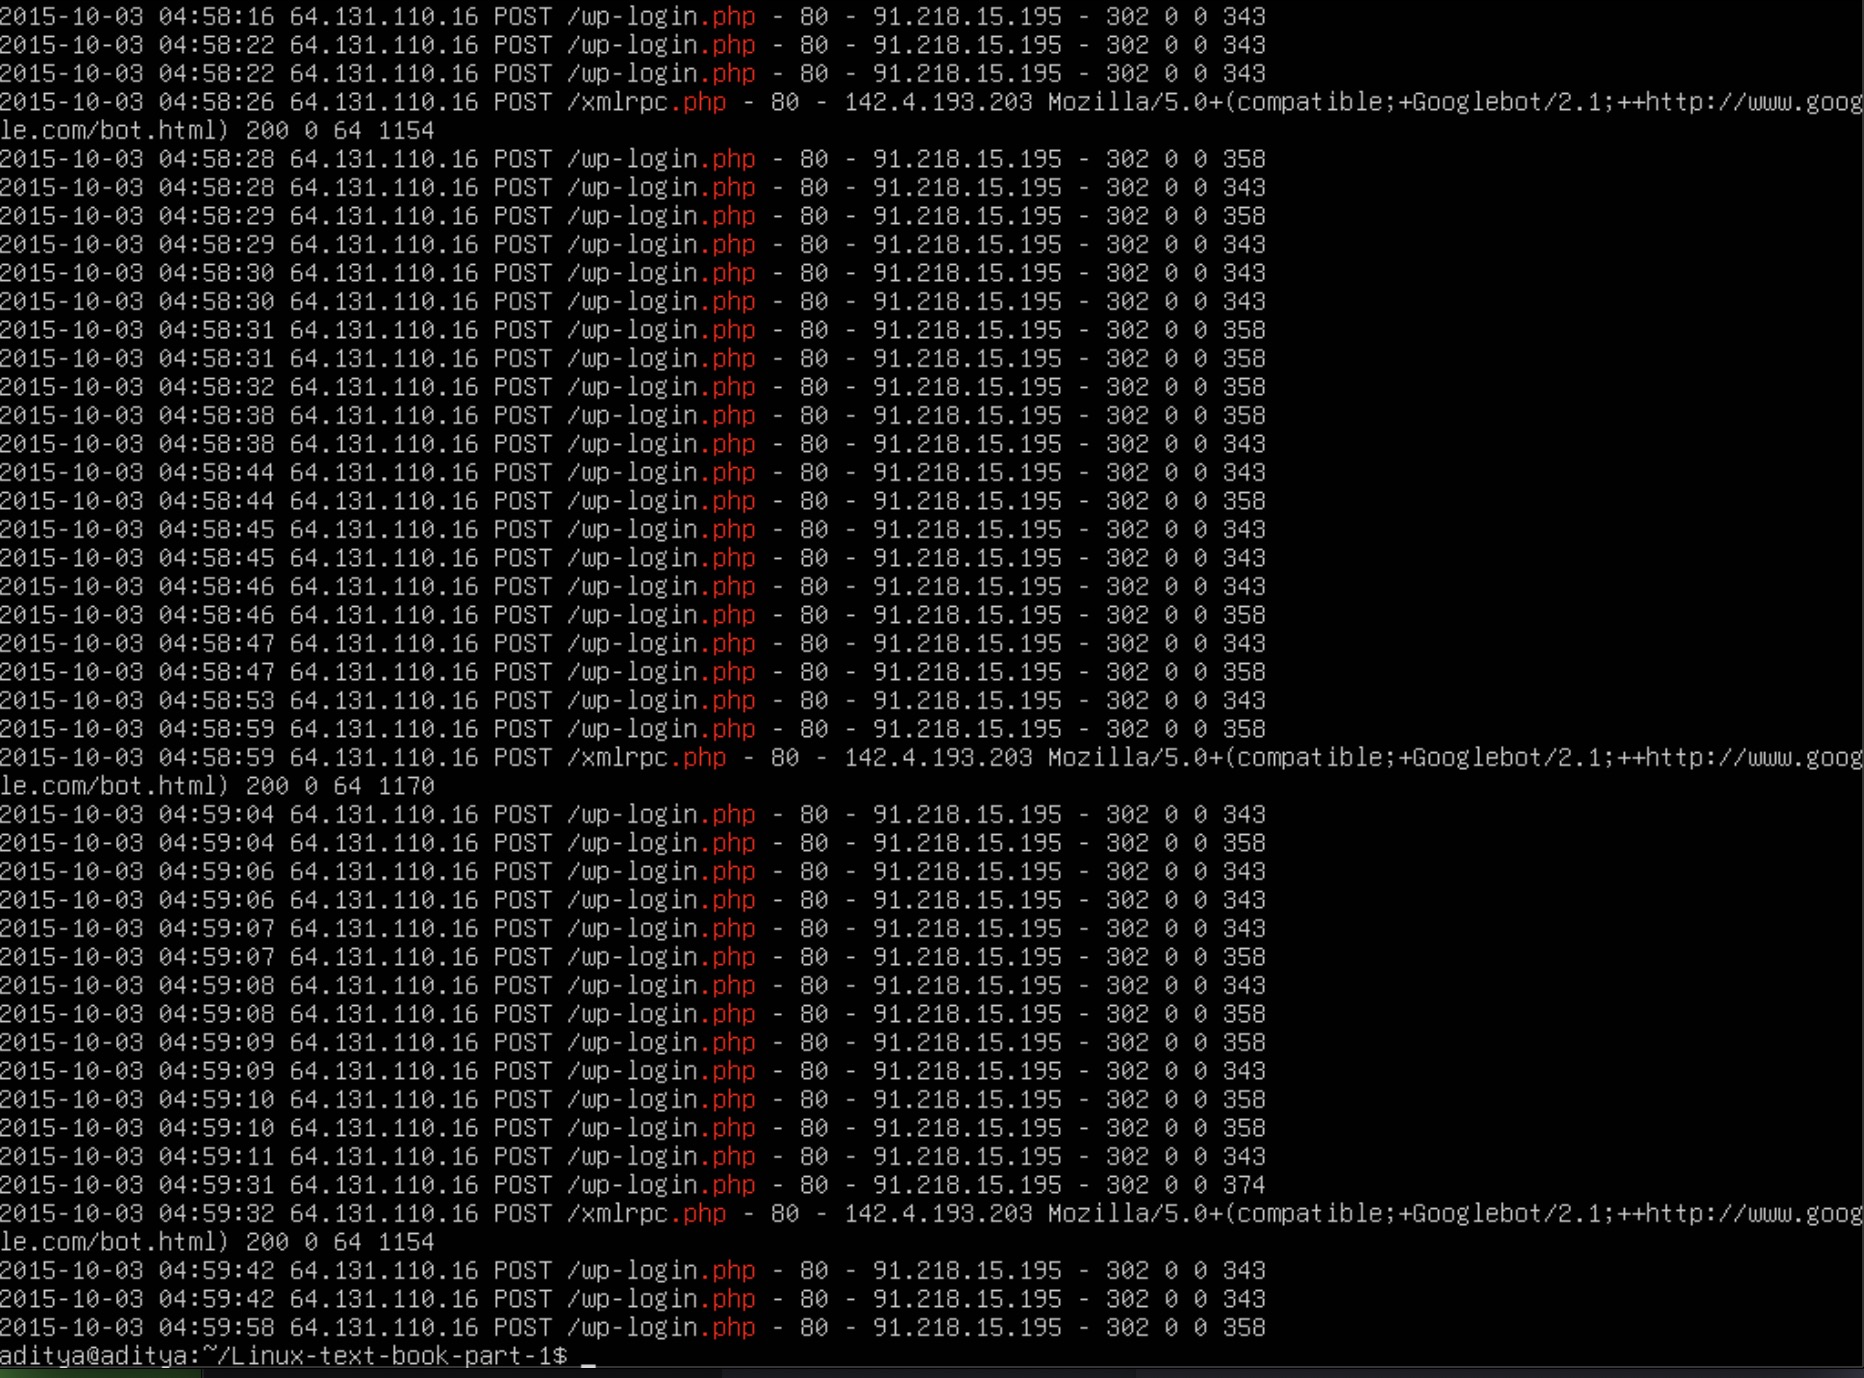 2015-10-03 04:58:16 64.131.110.16 POST /wp-login.php - 80 - 91.218.15.195 - 302 0 0 343
2015-10-03 04:58:22 64.131.110.16 POST /wp-login.php - 80 - 91.218.15.195 - 302 0 0 343
2015-10-03 04:58:22 64.131.110.16 POST /wp-login.php - 80 - 91.218.15.195 - 302 0 0 343
2015-10-03 04:58:26 64.131.110.16 POST /xmlrpc.php - 80 - 142.4.193.203 Mozilla/5.0+(compatible;+Googlebot/2.1;++http://www.goog
le.com/bot.html) 200 0 64 1154
2015-10-03 04:58:28 64.131.110.16 POST /wp-login.php - 80 - 91.218.15.195 - 302 0 0 358
2015-10-03 04:58:28 64.131.110.16 POST /wp-login.php - 80 - 91.218.15.195 - 302 0 0 343
2015-10-03 04:58:29 64.131.110.16 POST /wp-login.php - 80 - 91.218.15.195 - 302 0 0 358
2015-10-03 04:58:29 64.131.110.16 POST /wp-login.php - 80 - 91.218.15.195 - 302 0 0 343
2015-10-03 04:58:30 64.131.110.16 POST /wp-login.php - 80 - 91.218.15.195 - 302 0 0 343
2015-10-03 04:58:30 64.131.110.16 POST /wp-login.php - 80 - 91.218.15.195 - 302 0 0 343
2015-10-03 04:58:31 64.131.110.16 POST /wp-login.php - 80 - 91.218.15.195 - 302 0 0 358
2015-10-03 04:58:31 64.131.110.16 POST /wp-login.php - 80 - 91.218.15.195 - 302 0 0 358
2015-10-03 04:58:32 64.131.110.16 POST /wp-login.php - 80 - 91.218.15.195 - 302 0 0 358
2015-10-03 04:58:38 64.131.110.16 POST /wp-login.php - 80 - 91.218.15.195 - 302 0 0 358
2015-10-03 04:58:38 64.131.110.16 POST /wp-login.php - 80 - 91.218.15.195 - 302 0 0 343
2015-10-03 04:58:44 64.131.110.16 POST /wp-login.php - 80 - 91.218.15.195 - 302 0 0 343
2015-10-03 04:58:44 64.131.110.16 POST /wp-login.php - 80 - 91.218.15.195 - 302 0 0 358
2015-10-03 04:58:45 64.131.110.16 POST /wp-login.php - 80 - 91.218.15.195 - 302 0 0 343
2015-10-03 04:58:45 64.131.110.16 POST /wp-login.php - 80 - 91.218.15.195 - 302 0 0 343
2015-10-03 04:58:46 64.131.110.16 POST /wp-login.php - 80 - 91.218.15.195 - 302 0 0 343
2015-10-03 04:58:46 64.131.110.16 POST /wp-login.php - 80 - 91.218.15.195 - 302 0 0 358
2015-10-03 04:58:47 64.131.110.16 POST /wp-login.php - 80 - 91.218.15.195 - 302 0 0 343
2015-10-03 04:58:47 64.131.110.16 POST /wp-login.php - 80 - 91.218.15.195 - 302 0 0 358
2015-10-03 04:58:53 64.131.110.16 POST /wp-login.php - 80 - 91.218.15.195 - 302 0 0 343
2015-10-03 04:58:59 64.131.110.16 POST /wp-login.php - 80 - 91.218.15.195 - 302 0 0 358
2015-10-03 04:58:59 64.131.110.16 POST /xmlrpc.php - 80 - 142.4.193.203 Mozilla/5.0+(compatible;+Googlebot/2.1;++http://www.goog
le.com/bot.html) 200 0 64 1170
2015-10-03 04:59:04 64.131.110.16 POST /wp-login.php - 80 - 91.218.15.195 - 302 0 0 343
2015-10-03 04:59:04 64.131.110.16 POST /wp-login.php - 80 - 91.218.15.195 - 302 0 0 358
2015-10-03 04:59:06 64.131.110.16 POST /wp-login.php - 80 - 91.218.15.195 - 302 0 0 343
2015-10-03 04:59:06 64.131.110.16 POST /wp-login.php - 80 - 91.218.15.195 - 302 0 0 343
2015-10-03 04:59:07 64.131.110.16 POST /wp-login.php - 80 - 91.218.15.195 - 302 0 0 343
2015-10-03 04:59:07 64.131.110.16 POST /wp-login.php - 80 - 91.218.15.195 - 302 0 0 358
2015-10-03 04:59:08 64.131.110.16 POST /wp-login.php - 80 - 91.218.15.195 - 302 0 0 343
2015-10-03 04:59:08 64.131.110.16 POST /wp-login.php - 80 - 91.218.15.195 - 302 0 0 358
2015-10-03 04:59:09 64.131.110.16 POST /wp-login.php - 80 - 91.218.15.195 - 302 0 0 358
2015-10-03 04:59:09 64.131.110.16 POST /wp-login.php - 80 - 91.218.15.195 - 302 0 0 343
2015-10-03 04:59:10 64.131.110.16 POST /wp-login.php - 80 - 91.218.15.195 - 302 0 0 358
2015-10-03 04:59:10 64.131.110.16 POST /wp-login.php - 80 - 91.218.15.195 - 302 0 0 358
2015-10-03 04:59:11 64.131.110.16 POST /wp-login.php - 80 - 91.218.15.195 - 302 0 0 343
2015-10-03 04:59:31 64.131.110.16 POST /wp-login.php - 80 - 91.218.15.195 - 302 0 0 374
2015-10-03 04:59:32 64.131.110.16 POST /xmlrpc.php - 80 - 142.4.193.203 Mozilla/5.0+(compatible;+Googlebot/2.1;++http://www.goog
le.com/bot.html) 200 0 64 1154
2015-10-03 04:59:42 64.131.110.16 POST /wp-login.php - 80 - 91.218.15.195 - 302 0 0 343
2015-10-03 04:59:42 64.131.110.16 POST /wp-login.php - 80 - 91.218.15.195 - 302 0 0 343
2015-10-03 04:59:58 64.131.110.16 POST /wp-login.php - 80 - 91.218.15.195 - 302 0 0 358
aditya@aditya:~/Linux-text-book-part-1$ _